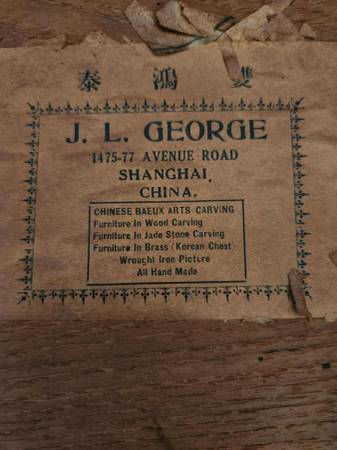 泰鴻雙
J. L. GEORGE
1475-77 AVENUE ROAD
SHANGHAI,
CHINA.
CHINESE BAEUX ARTS CARVING
Furniture In Wood Carving
Furniture In Jade Stone Carving
Furniture In Brass (Korean Chest)
Wrought Iron Picture
All Hand Made